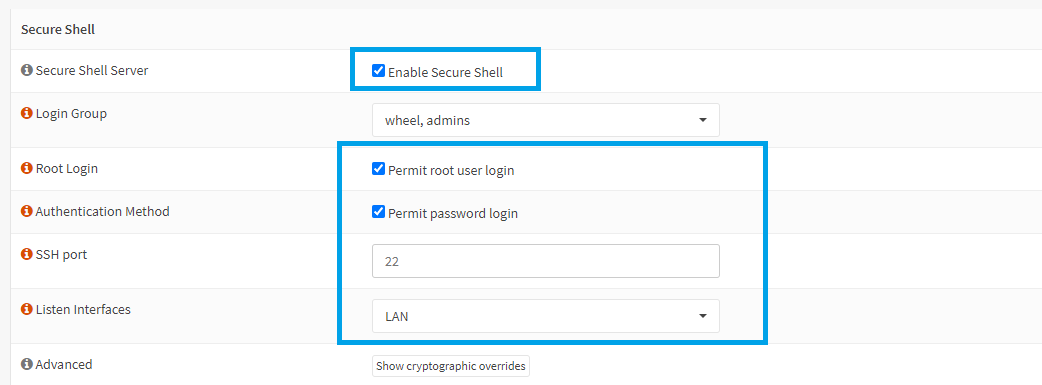 Secure Shell
Secure Shell Server
Enable Secure Shell
Login Group
wheel, admins
Root Login
Permit root user login
Authentication Method
Permit password login
SSH port
22
Listen Interfaces
LAN
Advanced
Show cryptographic overrides